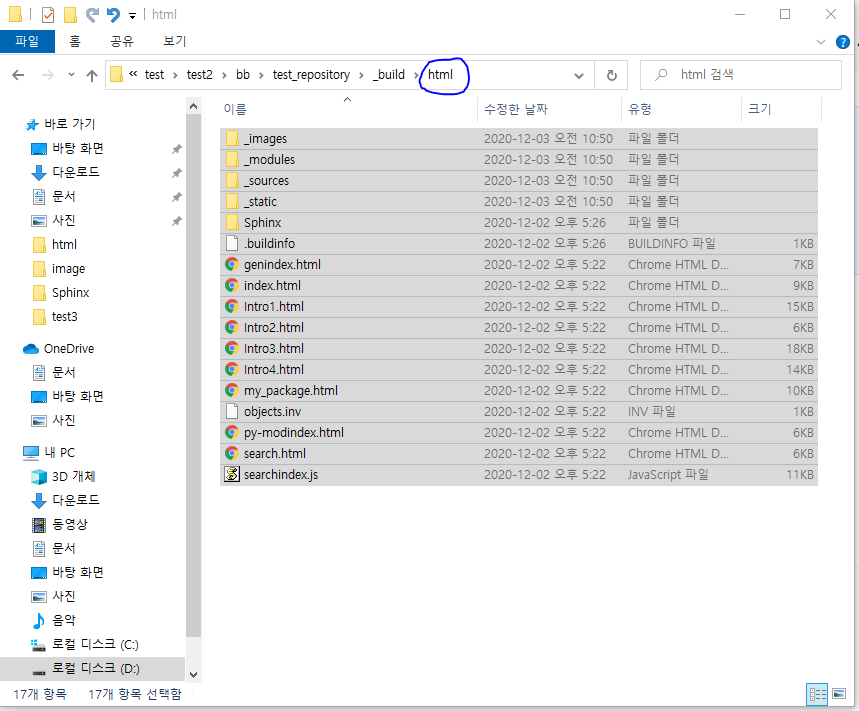 html
파일 홈 공유 보기
« test › test2 › bb › test_repository › _build › html
html 검색
이름 수정한 날짜 유형 크기
바로 가기
바탕 화면
다운로드
문서
사진
html
image
Sphinx
test3
OneDrive
문서
바탕 화면
사진
내 PC
3D 개체
다운로드
동영상
문서
바탕 화면
사진
음악
로컬 디스크 (C:)
로컬 디스크 (D:)
_images 2020-12-03 오전 10:50 파일 폴더
_modules 2020-12-03 오전 10:50 파일 폴더
_sources 2020-12-03 오전 10:50 파일 폴더
_static 2020-12-03 오전 10:50 파일 폴더
Sphinx 2020-12-02 오후 5:26 파일 폴더
.buildinfo 2020-12-02 오후 5:26 BUILDINFO 파일 1KB
genindex.html 2020-12-02 오후 5:22 Chrome HTML D... 7KB
index.html 2020-12-02 오후 5:22 Chrome HTML D... 9KB
Intro1.html 2020-12-02 오후 5:22 Chrome HTML D... 15KB
Intro2.html 2020-12-02 오후 5:22 Chrome HTML D... 6KB
Intro3.html 2020-12-02 오후 5:22 Chrome HTML D... 18KB
Intro4.html 2020-12-02 오후 5:22 Chrome HTML D... 14KB
my_package.html 2020-12-02 오후 5:22 Chrome HTML D... 10KB
objects.inv 2020-12-02 오후 5:22 INV 파일 1KB
py-modindex.html 2020-12-02 오후 5:22 Chrome HTML D... 6KB
search.html 2020-12-02 오후 5:22 Chrome HTML D... 6KB
searchindex.js 2020-12-02 오후 5:22 JavaScript 파일 11KB
17개 항목 17개 항목 선택함